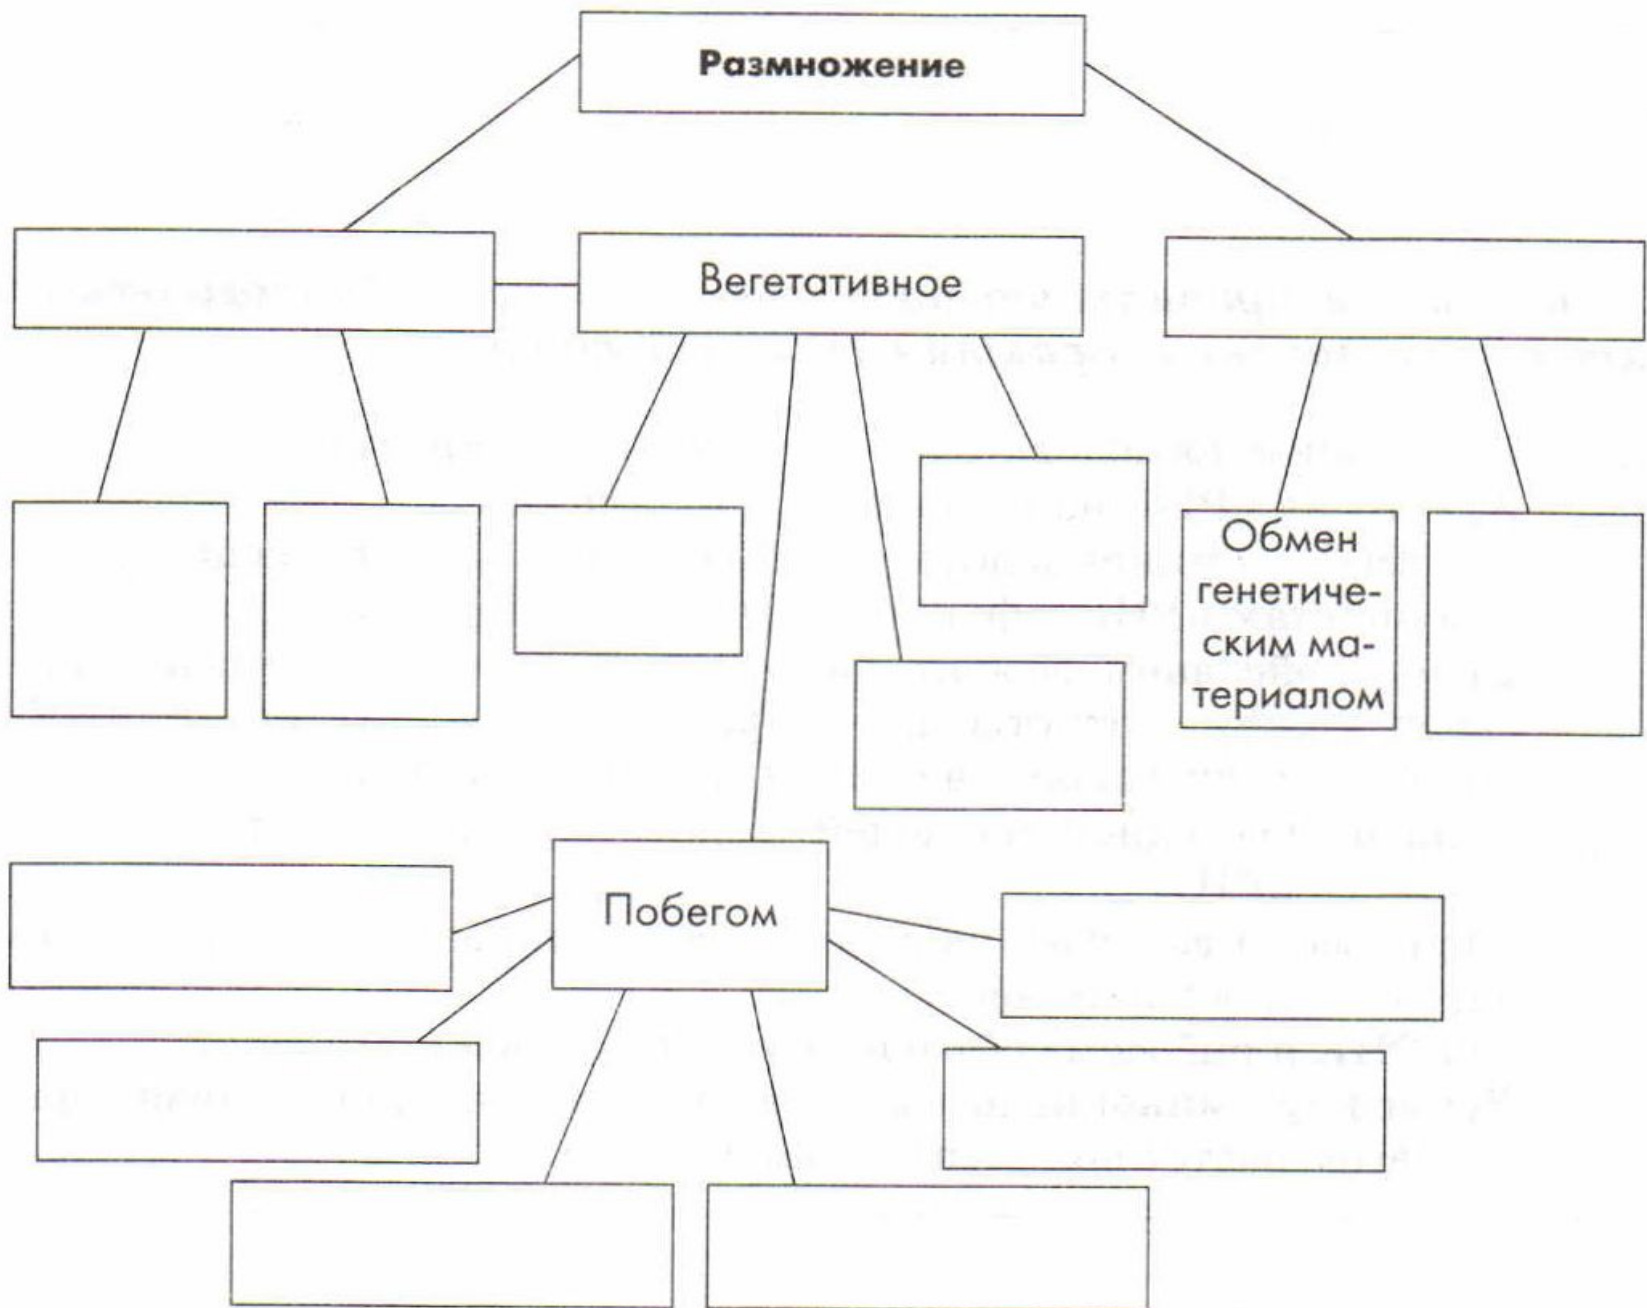 Размножение
Вегетативное
Обмен
генетиче-
ским ма-
териалом
Побегом